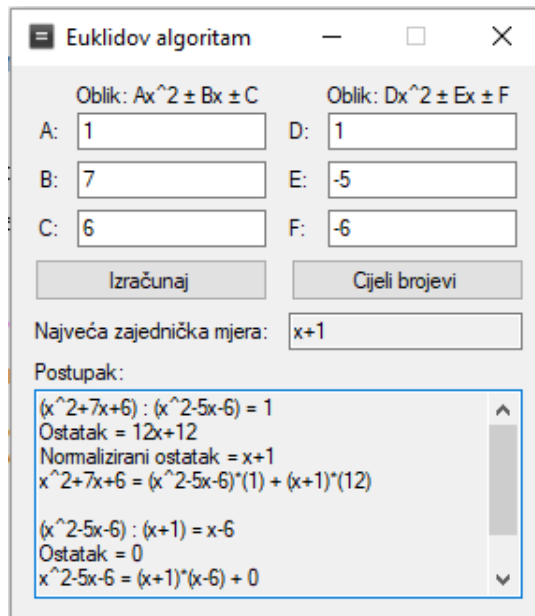 Euklidov algoritam
Oblik: Ax^2 ± Bx ± C Oblik: Dx^2 ± Ex ± F
A: 1 D: 1
B: 7 E: -5
C: 6 F: -6
Izračunaj Cijeli brojevi
Najveća zajednička mjera: x+1
Postupak:
(x^2+7x+6) : (x^2-5x-6) = 1
Ostatak = 12x+12
Normalizirani ostatak = x+1
x^2+7x+6 = (x^2-5x-6)*(1) + (x+1)*(12)
(x^2-5x-6) : (x+1) = x-6
Ostatak = 0
x^2-5x-6 = (x+1)*(x-6) + 0